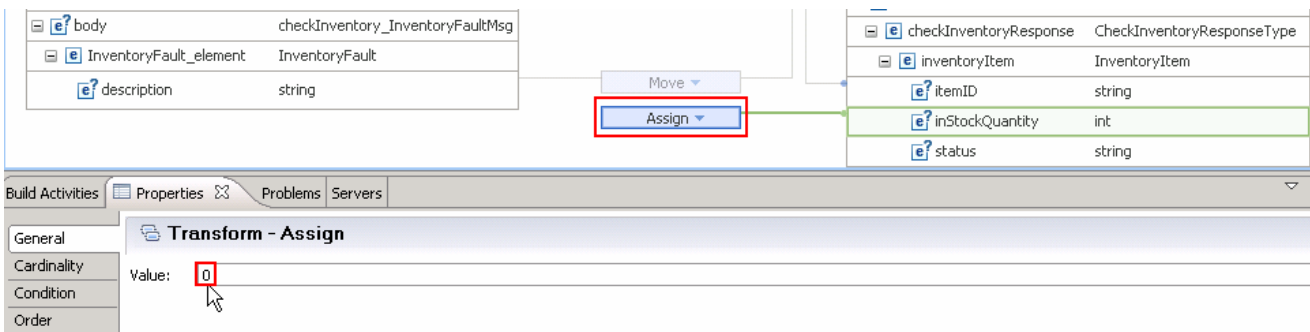 body checkInventory_InventoryFaultMsg
checkInventoryResponse CheckInventoryResponseType
InventoryFault_element InventoryFault
inventoryItem InventoryItem
description string
Move
itemID string
Assign
inStockQuantity int
status string
Build Activities Properties Problems Servers
General
Transform - Assign
Cardinality
Value: 0
Condition
Order